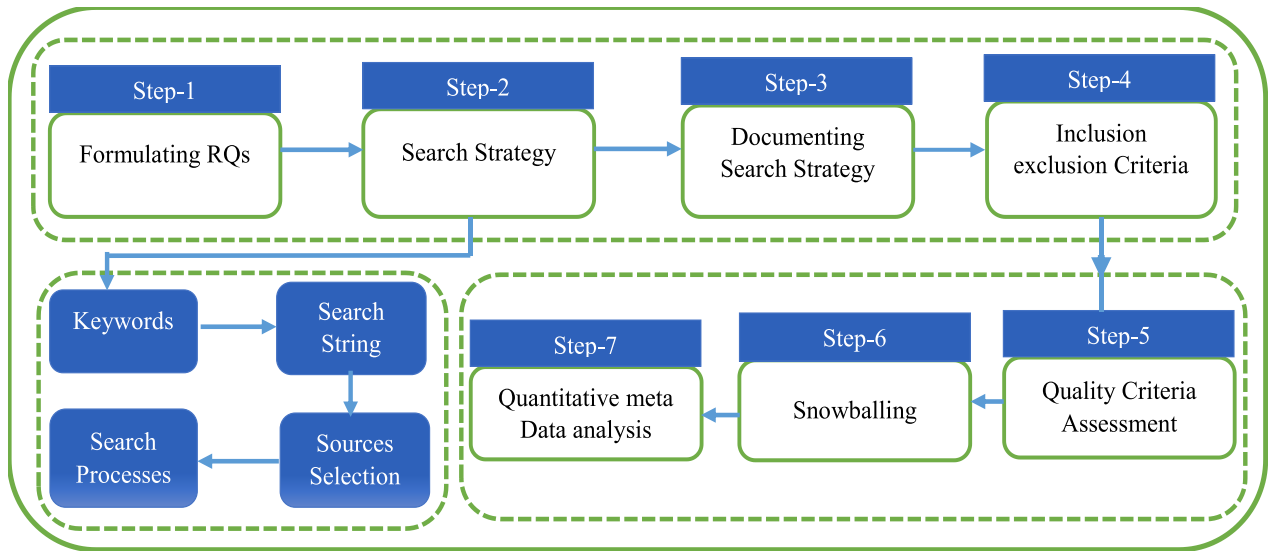 Step-1
Formulating RQs
Step-2
Search Strategy
Step-3
Documenting
Search Strategy
Step-4
Inclusion
exclusion Criteria
Keywords
Search
String
Sources
Selection
Search
Processes
Step-5
Quality Criteria
Assessment
Step-6
Snowballing
Step-7
Quantitative meta
Data analysis